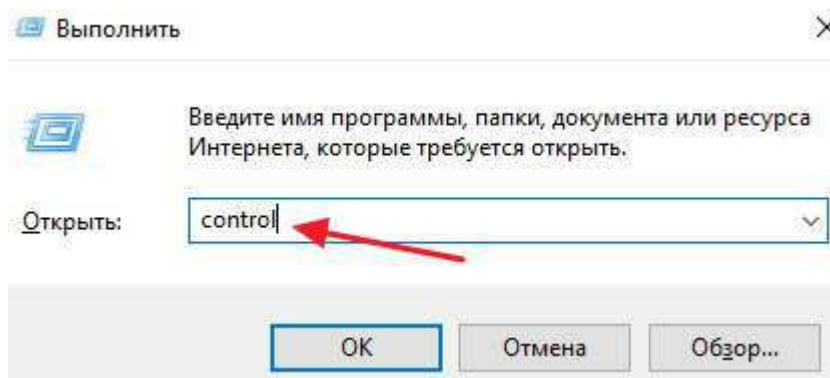 Выполнить
Введите имя программы, папки, документа или ресурса
Интернета, которые требуется открыть.
Открыть: control
OK Отмена Обзор...